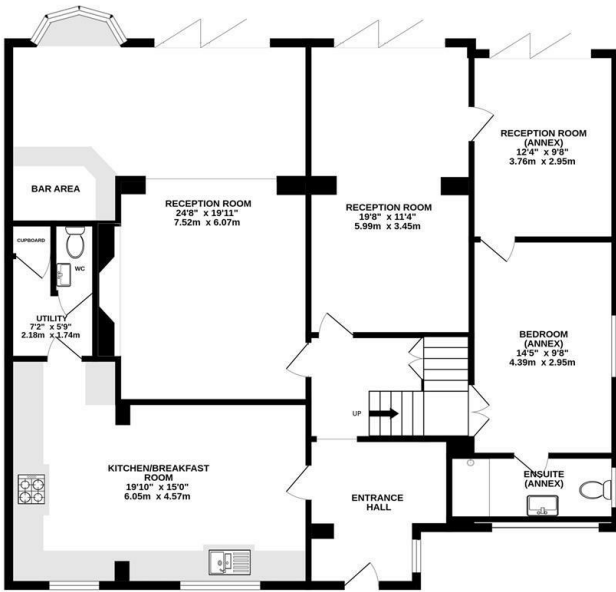 RECEPTION ROOM
(ANNEX)
12'4" x 9'8"
3.76m x 2.95m
BAR AREA
RECEPTION ROOM
24'8" x 19'11"
7.52m x 6.07m
RECEPTION ROOM
19'8" x 11'4"
5.99m x 3.45m
CUPBOARD
WC
UTILITY
7'2" x 5'9"
2.18m x 1.74m
BEDROOM
(ANNEX)
14'5" x 9'8"
4.39m x 2.95m
UP
KITCHEN/BREAKFAST
ROOM
19'10" x 15'0"
6.05m x 4.57m
ENTRANCE
HALL
ENSUITE
(ANNEX)